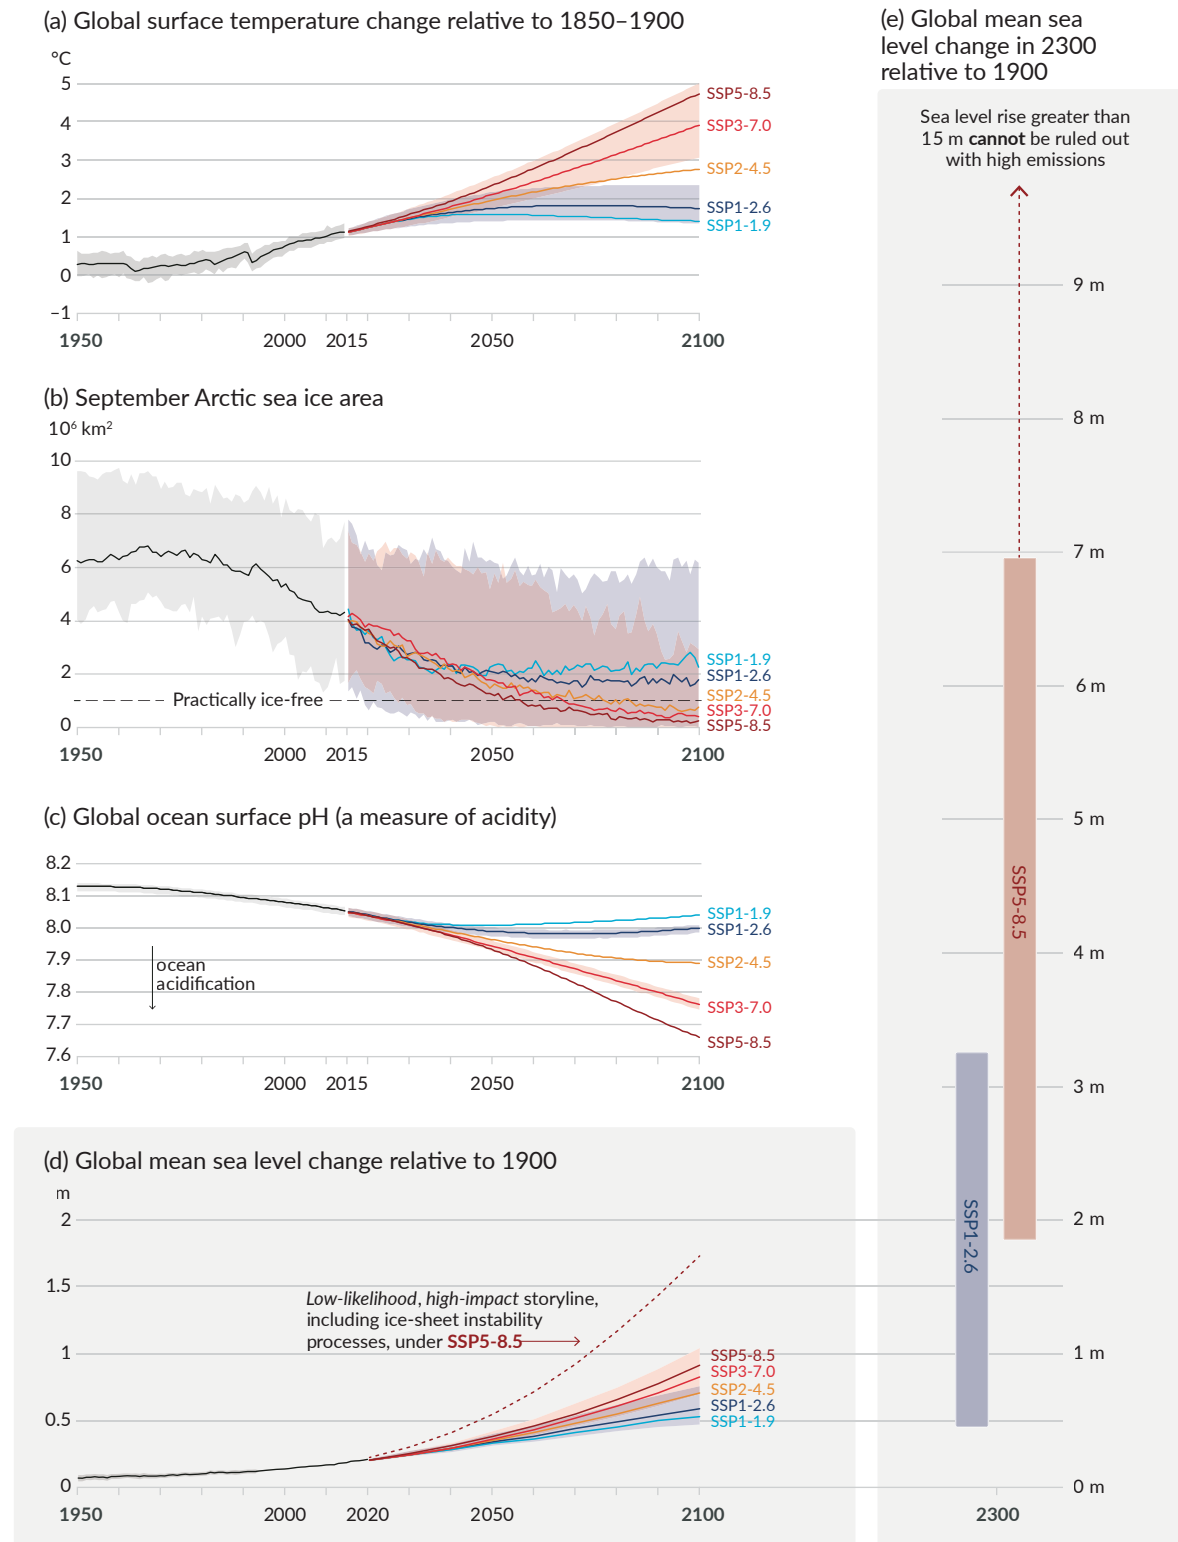 (a) Global surface temperature change relative to 1850–1900
°C
5
4
3
2
1
0
–1
1950
2000
2015
2050
2100
SSP5-8.5
SSP3-7.0
SSP2-4.5
SSP1-2.6
SSP1-1.9
(b) September Arctic sea ice area
10⁶ km²
10
8
6
4
2
0
Practically ice-free
1950
2000
2015
2050
2100
SSP1-1.9
SSP1-2.6
SSP2-4.5
SSP3-7.0
SSP5-8.5
(c) Global ocean surface pH (a measure of acidity)
8.2
8.1
8.0
7.9
7.8
7.7
7.6
ocean
acidification
1950
2000
2015
2050
2100
SSP1-1.9
SSP1-2.6
SSP2-4.5
SSP3-7.0
SSP5-8.5
(d) Global mean sea level change relative to 1900
m
2
1.5
1
0.5
0
Low-likelihood, high-impact storyline,
including ice-sheet instability
processes, under SSP5-8.5
1950
2000
2020
2050
2100
SSP5-8.5
SSP3-7.0
SSP2-4.5
SSP1-2.6
SSP1-1.9
(e) Global mean sea
level change in 2300
relative to 1900
Sea level rise greater than
15 m cannot be ruled out
with high emissions
9 m
8 m
7 m
6 m
5 m
4 m
3 m
2 m
1 m
0 m
SSP5-8.5
SSP1-2.6
2300